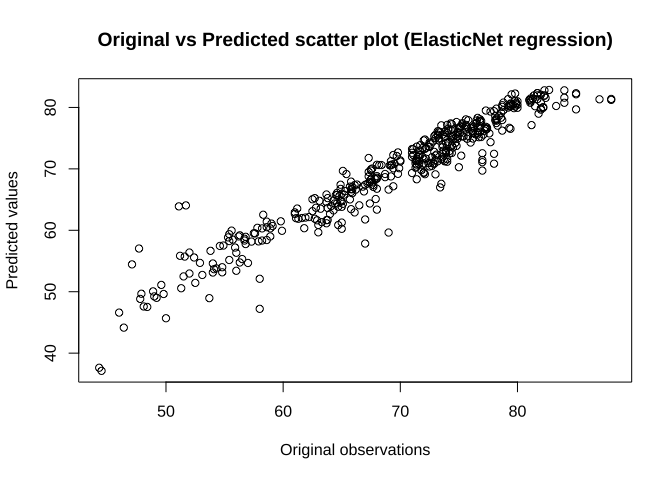 Original vs Predicted scatter plot (ElasticNet regression)
80
70
60
50
40
Predicted values
50 60 70 80
Original observations